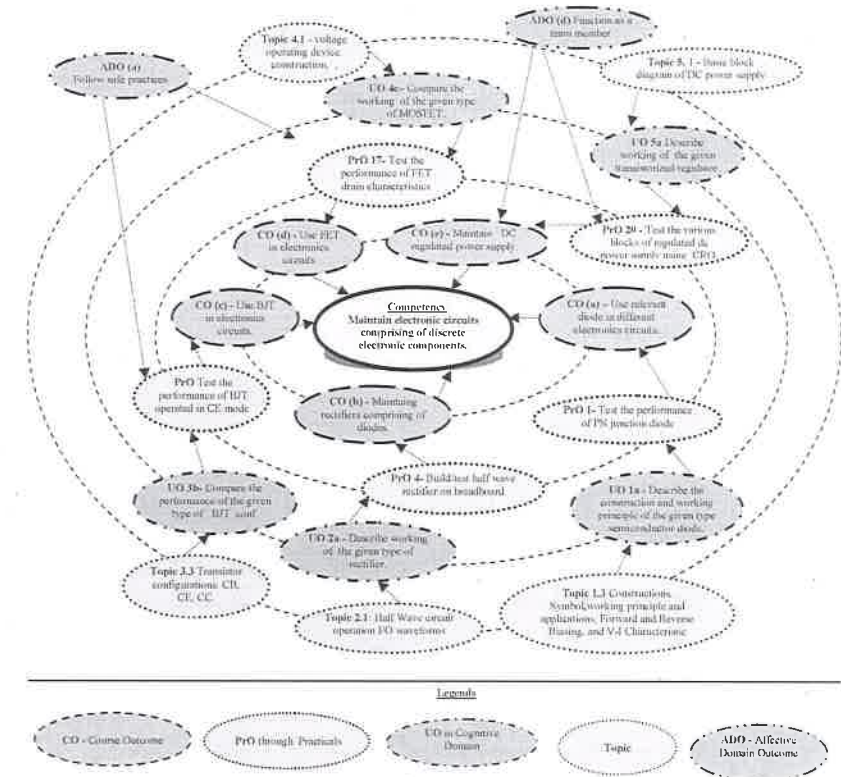 ADO (d) Function as a
team member
Topic 4.1 - voltage
operating device
construction.
ADO (a)
Follow safe practices
Topic 5. 1 - Basic block
diagram of DC power supply
UO 4c- Compare the
working of the given type
of MOSFET.
UO 5a Describe
working of the given
transistorized regulator
PrO 17- Test the
performance of FET
drain characteristics
CO (d) - Use FET
in electronics
circuits
CO (e) - Maintain DC
regulated power supply
PrO 20 - Test the various
blocks of regulated dc
power supply using CRO
CO (c) - Use BJT
in electronics
circuits.
Competency
Maintain electronic circuits
comprising of discrete
electronic components.
CO (a) - Use relevant
diode in different
electronics circuits.
PrO Test the
performance of BJT
operated in CE mode
CO (b) - Maintaing
rectifiers comprising of
diodes.
PrO 1- Test the performance
of PN junction diode
PrO 4- Build/test half wave
rectifier on breadboard
UO 3b- Compare the
performance of the given
type of BJT conf
UO 1a - Describe the
construction and working
principle of the given type
semiconductor diode.
UO 2a - Describe working
of the given type of
rectifier.
Topic 3.3 Transistor
configurations: CB,
CE, CC
Topic 2.1: Half Wave circuit
operation I/O waveforms
Topic 1.3 Constructions,
Symbol,working principle and
applications, Forward and Reverse
Biasing, and V-I Characteristic
Legends
CO - Course Outcome
PrO through Practicals
UO in Cognitive
Domain
Topic
ADO - Affective
Domain Outcome